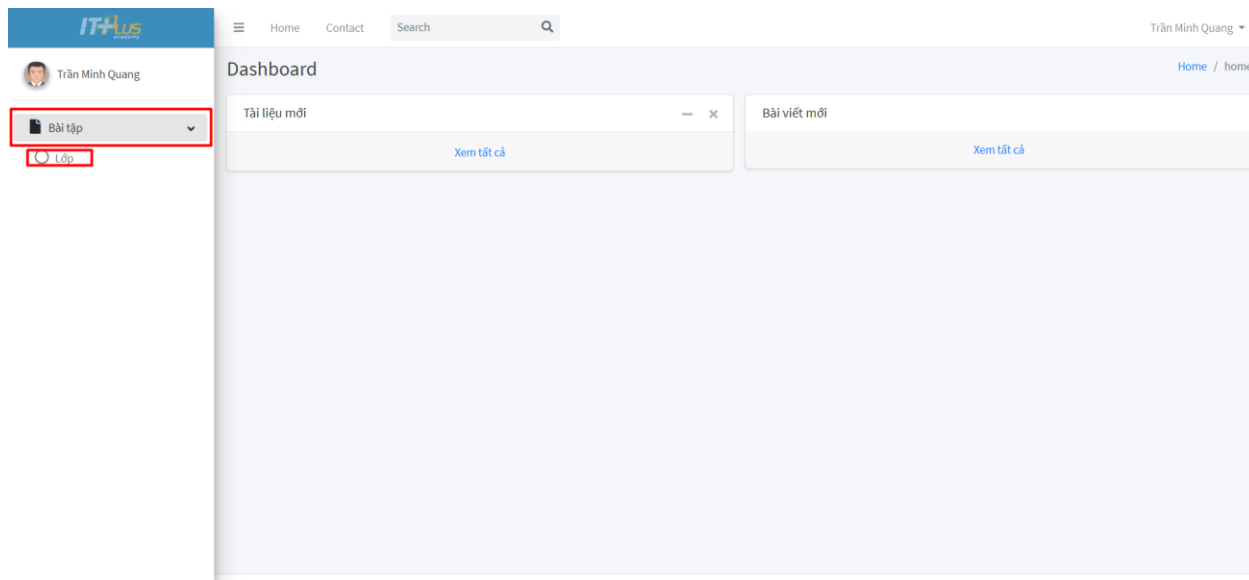 ITPlus
academy
Home Contact Search
Trần Minh Quang
Trần Minh Quang
Dashboard
Home / home
Bài tập
Lớp
Tài liệu mới
Xem tất cả
Bài viết mới
Xem tất cả